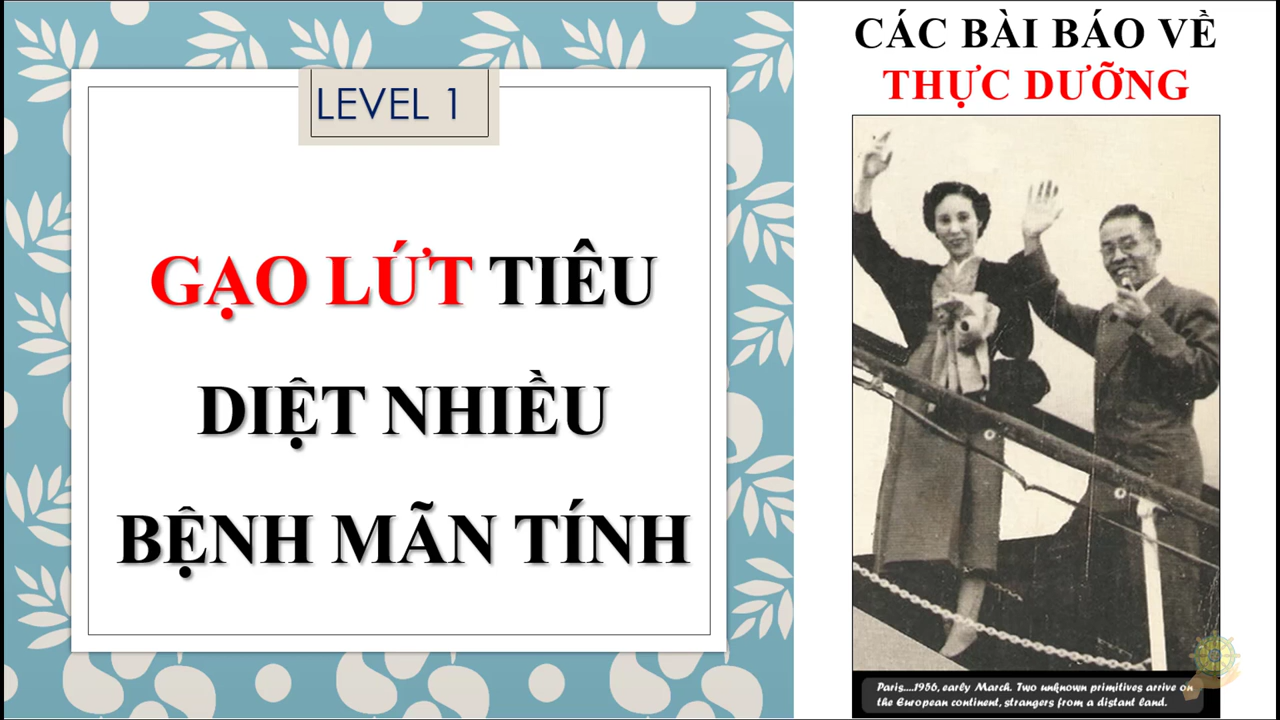 LEVEL 1
GẠO LỨT TIÊU
DIỆT NHIỀU
BỆNH MÃN TÍNH
CÁC BÀI BÁO VỀ
THỰC DƯỠNG
Paris....1956, early March. Two unknown primitives arrive on
the European continent, strangers from a distant land.